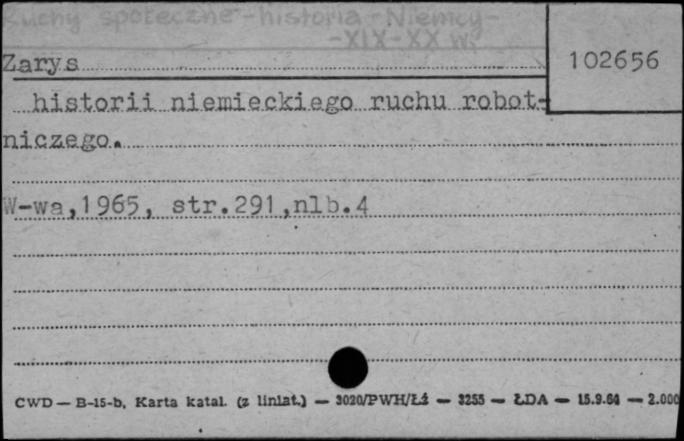 Ruchy społeczne - historia - Niemcy -
- XIX - XX w.
Zarys
102656
historii niemieckiego ruchu robot-
niczego.
W-wa,1965, str.291,nlb.4
CWD — B-15-b, Karta katal. (z liniat.) — 3020/PWH/Łź — 3255 — ŁDA — 15.9.64 — 2.000